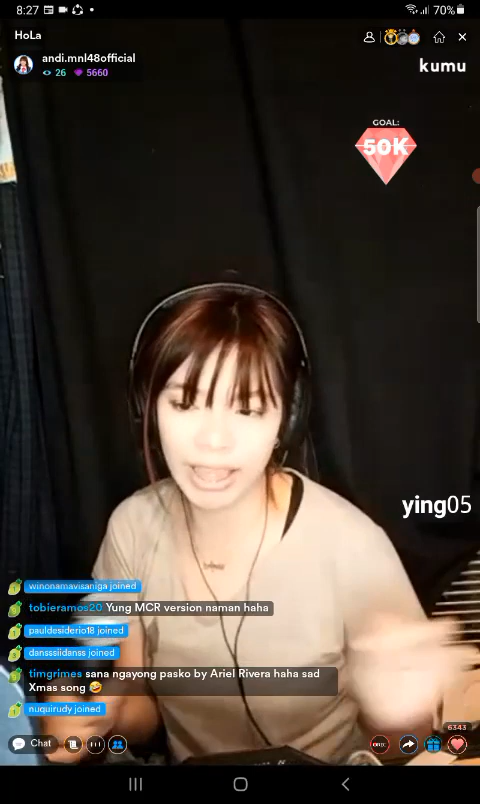 8:27
70%
HoLa
andi.mnl48official
26 5660
kumu
GOAL:
50K
ying05
winonamavisaniga joined
tobieramos20 Yung MCR version naman haha
pauldesiderio18 joined
dansssiidanss joined
timgrimes sana ngayong pasko by Ariel Rivera haha sad
Xmas song 🤣
nuquirudy joined
6343
Chat